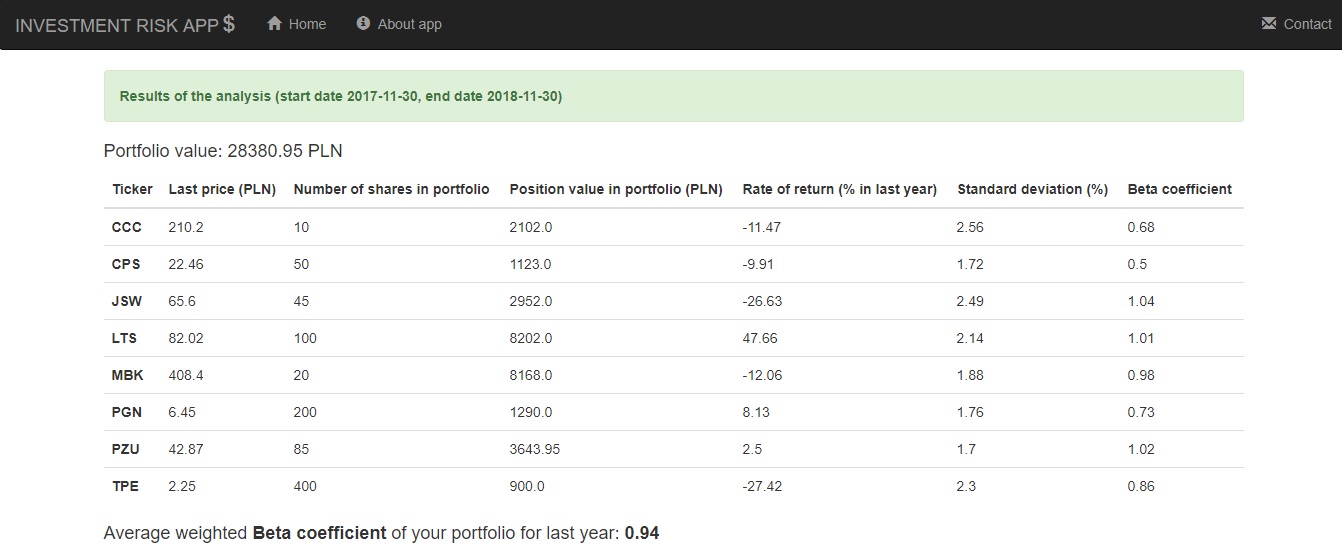 INVESTMENT RISK APP $ Home About app Contact
Results of the analysis (start date 2017-11-30, end date 2018-11-30)
Portfolio value: 28380.95 PLN
Ticker Last price (PLN) Number of shares in portfolio Position value in portfolio (PLN) Rate of return (% in last year) Standard deviation (%) Beta coefficient
CCC 210.2 10 2102.0 -11.47 2.56 0.68
CPS 22.46 50 1123.0 -9.91 1.72 0.5
JSW 65.6 45 2952.0 -26.63 2.49 1.04
LTS 82.02 100 8202.0 47.66 2.14 1.01
MBK 408.4 20 8168.0 -12.06 1.88 0.98
PGN 6.45 200 1290.0 8.13 1.76 0.73
PZU 42.87 85 3643.95 2.5 1.7 1.02
TPE 2.25 400 900.0 -27.42 2.3 0.86
Average weighted Beta coefficient of your portfolio for last year: 0.94